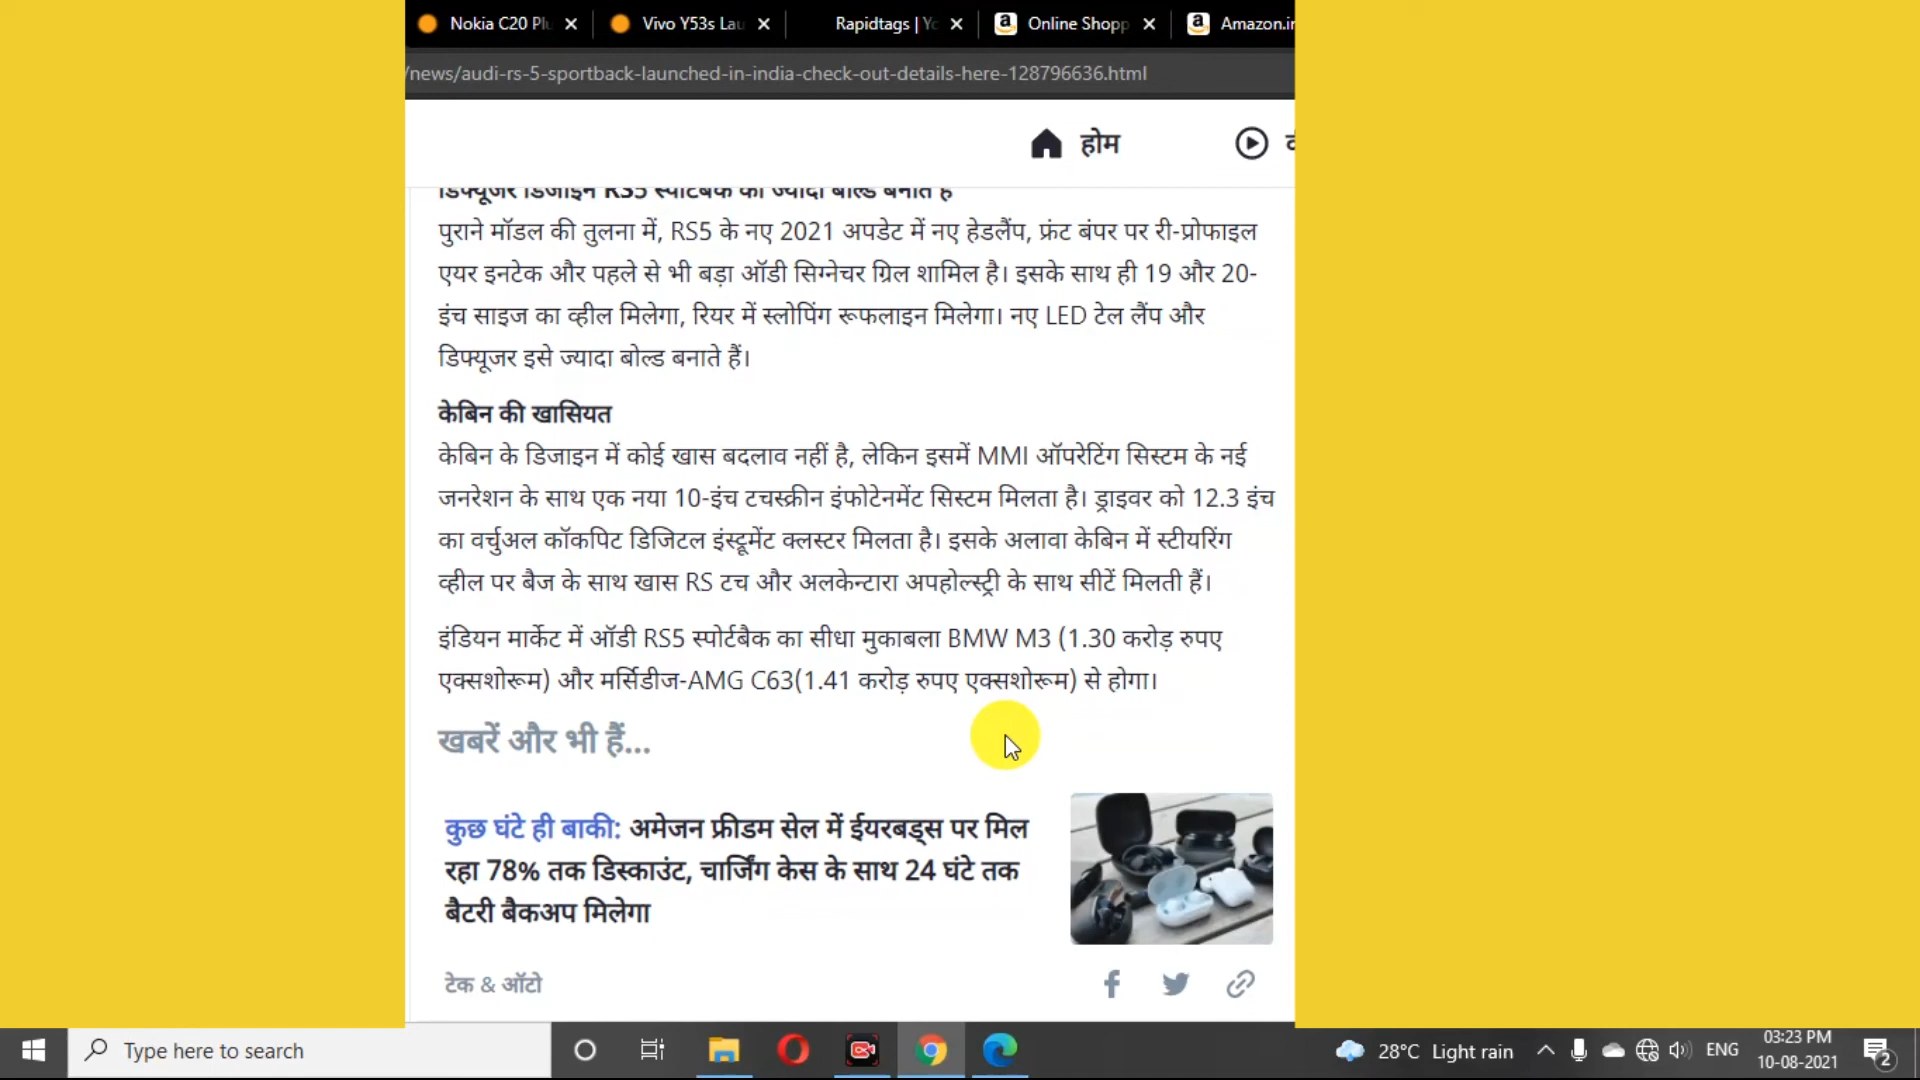 Nokia C20 Plu
Vivo Y53s Lau
Rapidtags | Yo
Online Shopp
Amazon.in
/news/audi-rs-5-sportback-launched-in-india-check-out-details-here-128796636.html
होम
डिफ्यूजर डिजाइन RS5 स्पोर्टबैक को ज्यादा बोल्ड बनाते हैं
पुराने मॉडल की तुलना में, RS5 के नए 2021 अपडेट में नए हेडलैंप, फ्रंट बंपर पर री-प्रोफाइल
एयर इनटेक और पहले से भी बड़ा ऑडी सिग्नेचर ग्रिल शामिल है। इसके साथ ही 19 और 20-
इंच साइज का व्हील मिलेगा, रियर में स्लोपिंग रूफलाइन मिलेगा। नए LED टेल लैंप और
डिफ्यूजर इसे ज्यादा बोल्ड बनाते हैं।
केबिन की खासियत
केबिन के डिजाइन में कोई खास बदलाव नहीं है, लेकिन इसमें MMI ऑपरेटिंग सिस्टम के नई
जनरेशन के साथ एक नया 10-इंच टचस्क्रीन इंफोटेनमेंट सिस्टम मिलता है। ड्राइवर को 12.3 इंच
का वर्चुअल कॉकपिट डिजिटल इंस्ट्रूमेंट क्लस्टर मिलता है। इसके अलावा केबिन में स्टीयरिंग
व्हील पर बैज के साथ खास RS टच और अलकेन्टारा अपहोल्स्ट्री के साथ सीटें मिलती हैं।
इंडियन मार्केट में ऑडी RS5 स्पोर्टबैक का सीधा मुकाबला BMW M3 (1.30 करोड़ रुपए
एक्सशोरूम) और मर्सिडीज-AMG C63(1.41 करोड़ रुपए एक्सशोरूम) से होगा।
खबरें और भी हैं...
कुछ घंटे ही बाकी: अमेजन फ्रीडम सेल में ईयरबड्स पर मिल
रहा 78% तक डिस्काउंट, चार्जिंग केस के साथ 24 घंटे तक
बैटरी बैकअप मिलेगा
टेक & ऑटो
Type here to search
28°C Light rain
ENG
03:23 PM
10-08-2021
2